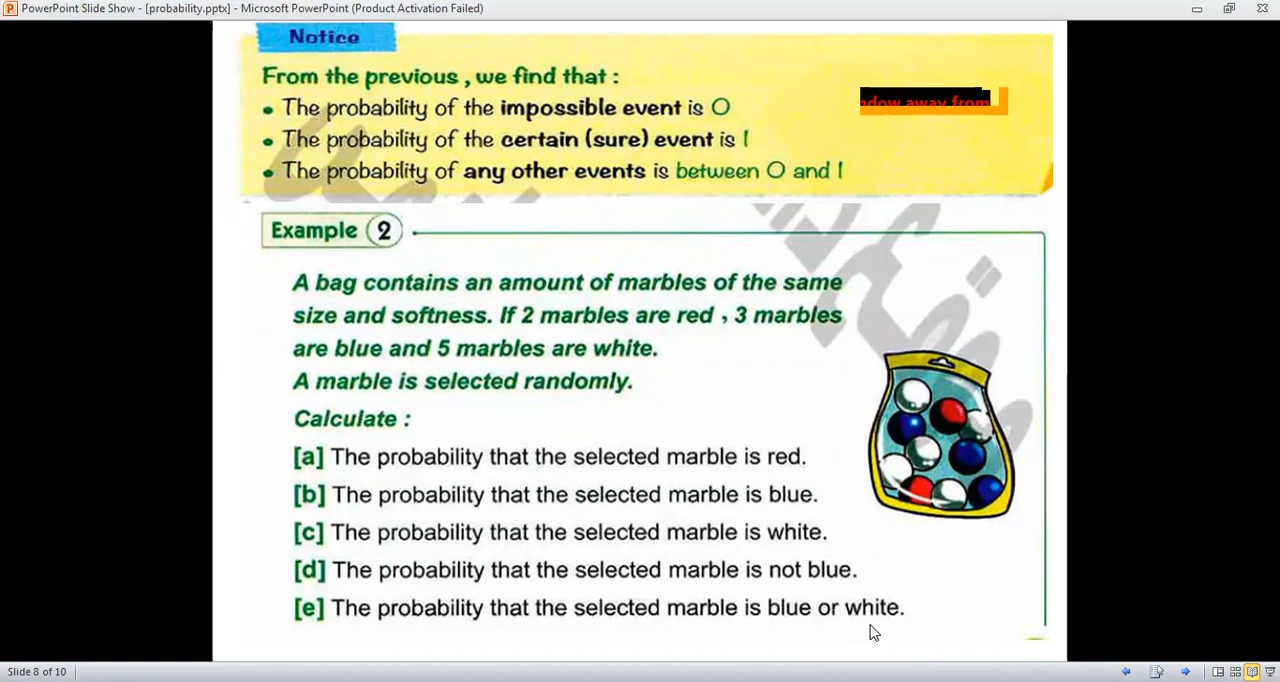 PowerPoint Slide Show - [probability.pptx] - Microsoft PowerPoint (Product Activation Failed)
Notice
From the previous , we find that :
• The probability of the impossible event is 0
ndow away from
• The probability of the certain (sure) event is 1
• The probability of any other events is between 0 and 1
Example 2
A bag contains an amount of marbles of the same
size and softness. If 2 marbles are red , 3 marbles
are blue and 5 marbles are white.
A marble is selected randomly.
Calculate :
[a] The probability that the selected marble is red.
[b] The probability that the selected marble is blue.
[c] The probability that the selected marble is white.
[d] The probability that the selected marble is not blue.
[e] The probability that the selected marble is blue or white.
Slide 8 of 10